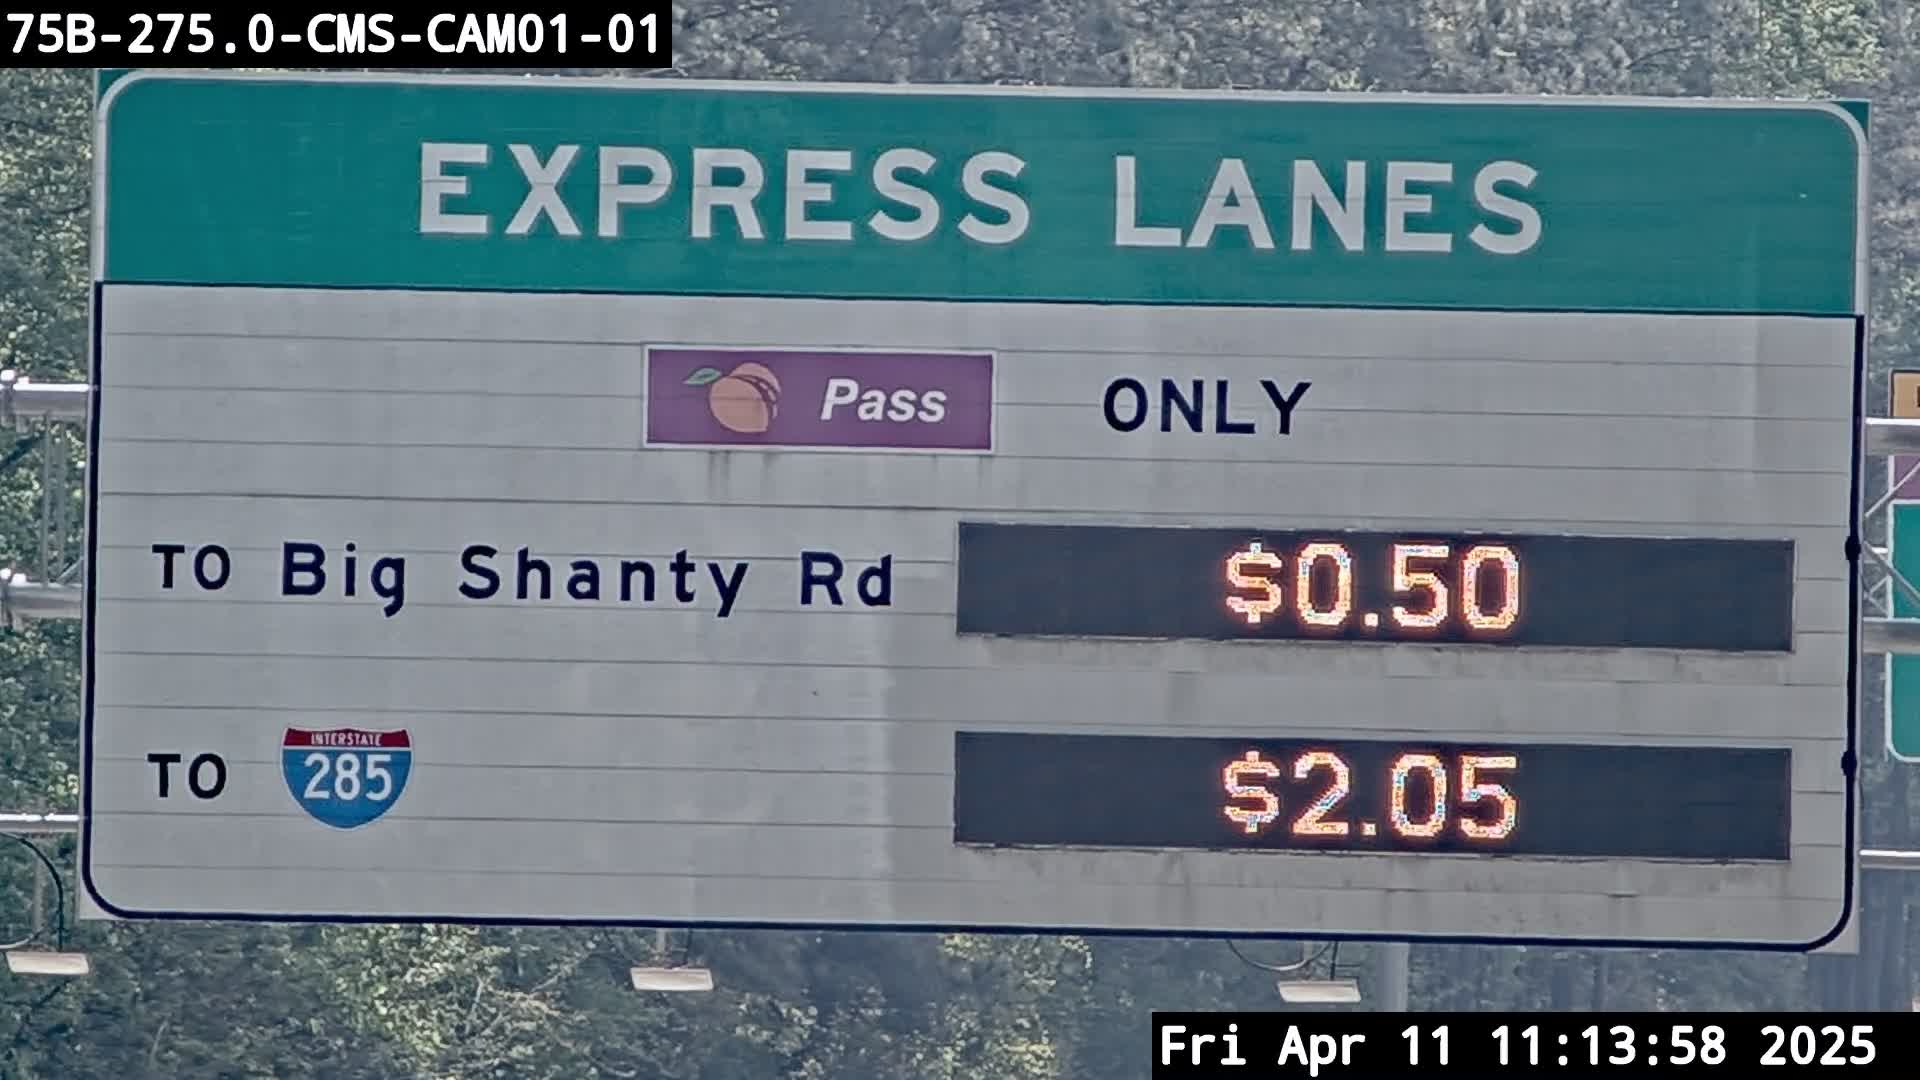 75B-275.0-CMS-CAM01-01
EXPRESS LANES
Pass ONLY
TO Big Shanty Rd $0.50
TO INTERSTATE 285 $2.05
Fri Apr 11 11:13:58 2025